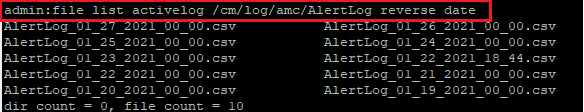 admin:file list activelog /cm/log/amc/AlertLog reverse date
AlertLog_01_27_2021_00_00.csv AlertLog_01_26_2021_00_00.csv
AlertLog_01_25_2021_00_00.csv AlertLog_01_24_2021_00_00.csv
AlertLog_01_23_2021_00_00.csv AlertLog_01_22_2021_18_44.csv
AlertLog_01_22_2021_00_00.csv AlertLog_01_21_2021_00_00.csv
AlertLog_01_20_2021_00_00.csv AlertLog_01_19_2021_00_00.csv
dir count = 0, file count = 10